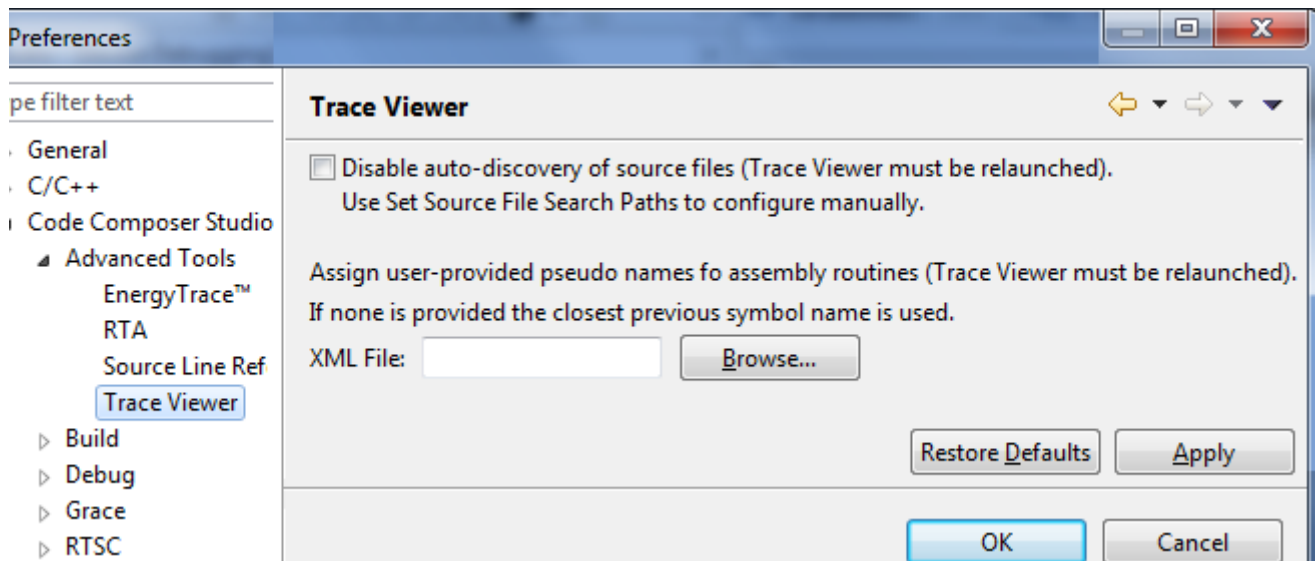 Preferences
pe filter text
General
C/C++
Code Composer Studio
Advanced Tools
EnergyTrace™
RTA
Source Line Ref
Trace Viewer
Build
Debug
Grace
RTSC
Trace Viewer
Disable auto-discovery of source files (Trace Viewer must be relaunched).
Use Set Source File Search Paths to configure manually.
Assign user-provided pseudo names fo assembly routines (Trace Viewer must be relaunched).
If none is provided the closest previous symbol name is used.
XML File: Browse...
Restore Defaults Apply
OK Cancel